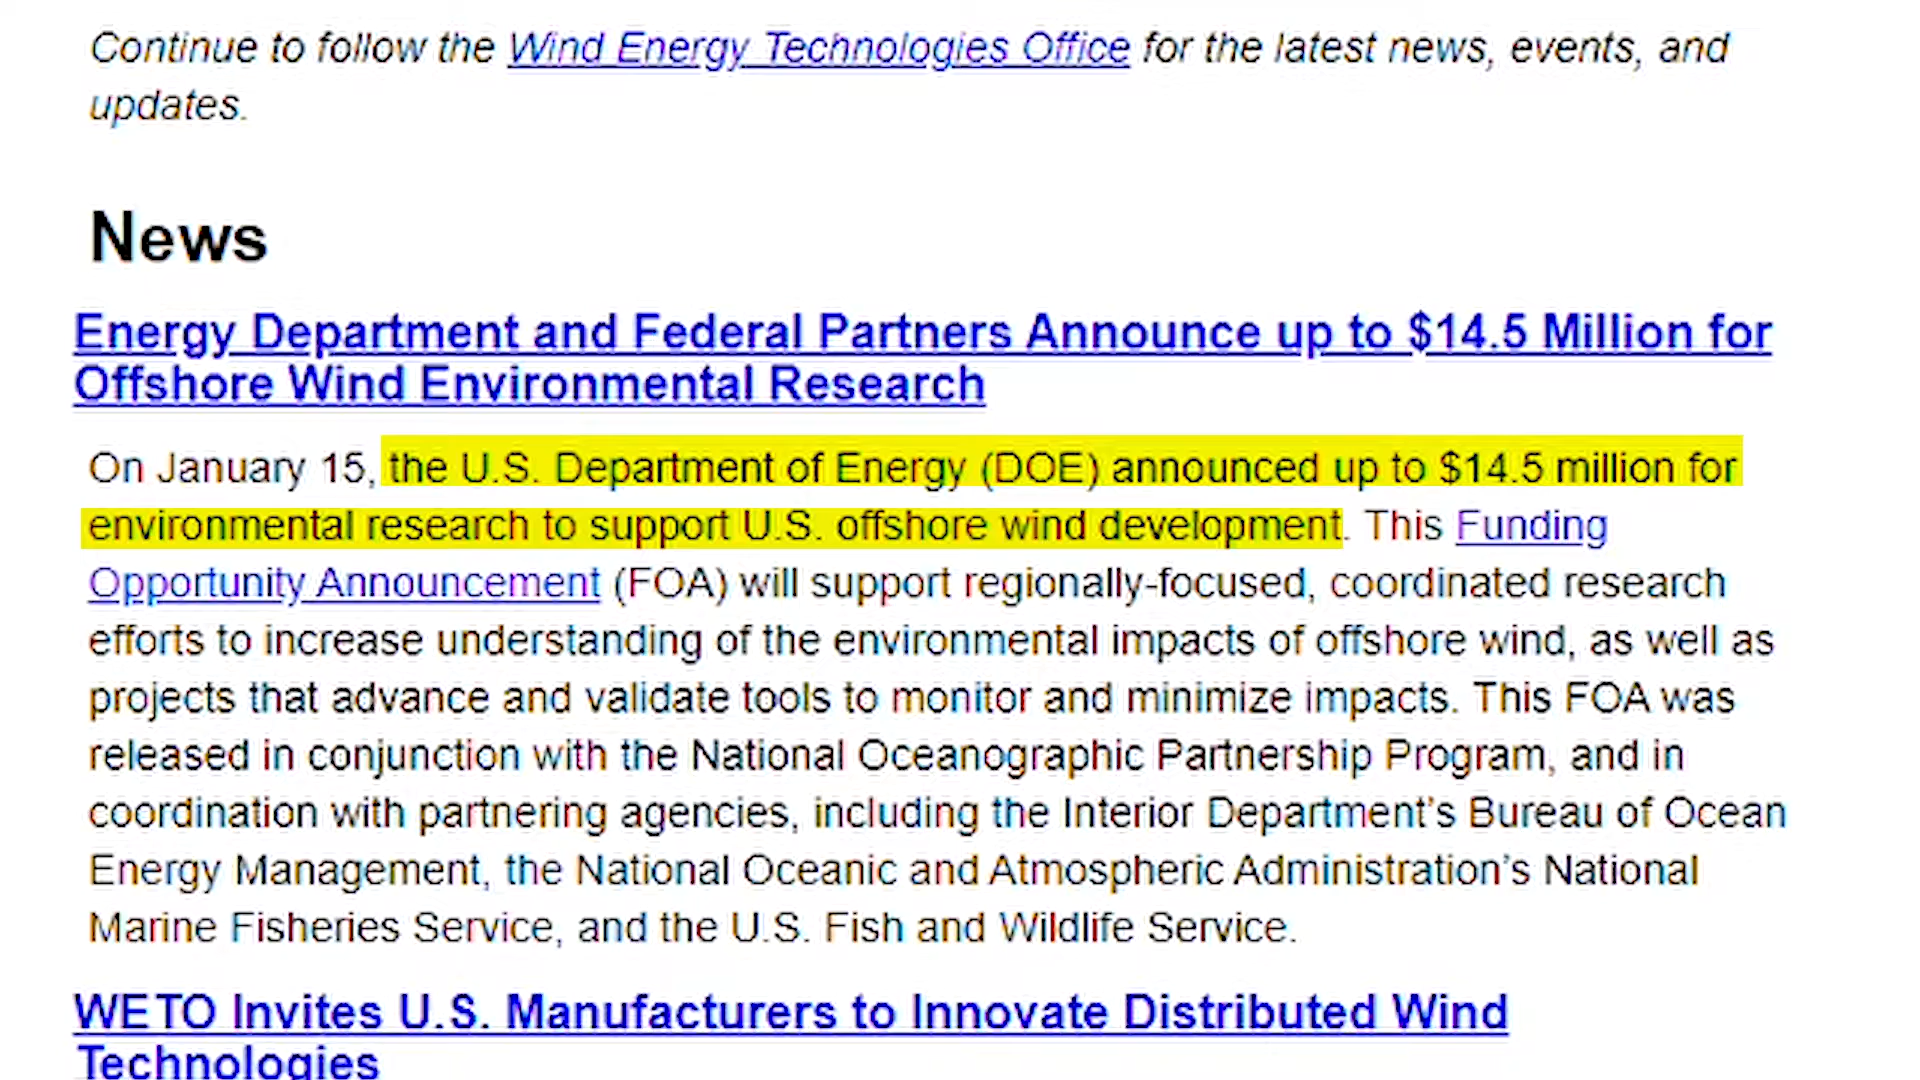 Continue to follow the Wind Energy Technologies Office for the latest news, events, and
updates.
News
Energy Department and Federal Partners Announce up to $14.5 Million for
Offshore Wind Environmental Research
On January 15, the U.S. Department of Energy (DOE) announced up to $14.5 million for
environmental research to support U.S. offshore wind development. This Funding
Opportunity Announcement (FOA) will support regionally-focused, coordinated research
efforts to increase understanding of the environmental impacts of offshore wind, as well as
projects that advance and validate tools to monitor and minimize impacts. This FOA was
released in conjunction with the National Oceanographic Partnership Program, and in
coordination with partnering agencies, including the Interior Department’s Bureau of Ocean
Energy Management, the National Oceanic and Atmospheric Administration’s National
Marine Fisheries Service, and the U.S. Fish and Wildlife Service.
WETO Invites U.S. Manufacturers to Innovate Distributed Wind
Technologies